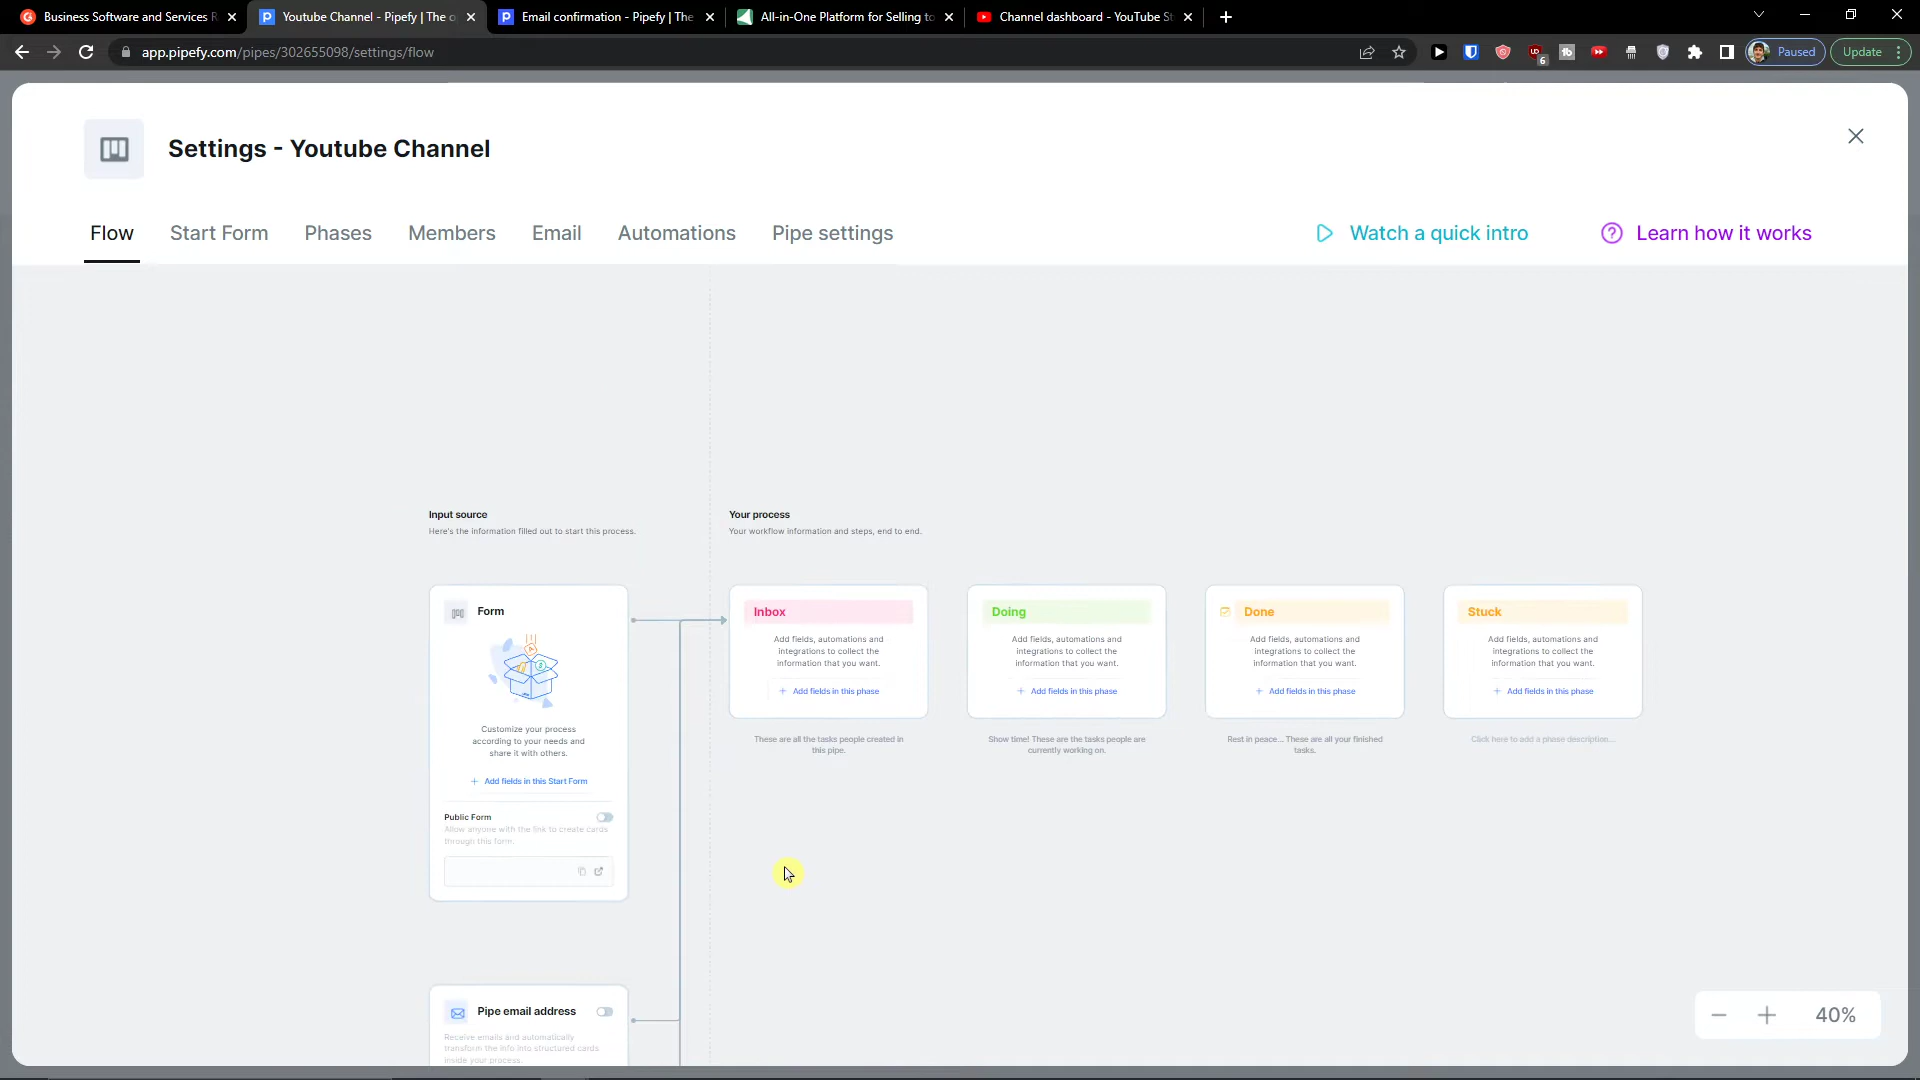 Business Software and Services R
Youtube Channel - Pipefy | The o
Email confirmation - Pipefy | The
All-in-One Platform for Selling to
Channel dashboard - YouTube St
app.pipefy.com/pipes/302655098/settings/flow
6
Paused
Update
Settings - Youtube Channel
Flow
Start Form
Phases
Members
Email
Automations
Pipe settings
Watch a quick intro
Learn how it works
Input source
Here's the information filled out to start this process.
Your process
Your workflow information and steps, end to end.
Form
Customize your process
according to your needs and
share it with others.
+ Add fields in this Start Form
Public Form
Allow anyone with the link to create cards
through this form.
Inbox
Add fields, automations and
integrations to collect the
information that you want.
+ Add fields in this phase
These are all the tasks people created in
this pipe.
Doing
Add fields, automations and
integrations to collect the
information that you want.
+ Add fields in this phase
Show time! These are the tasks people are
currently working on.
Done
Add fields, automations and
integrations to collect the
information that you want.
+ Add fields in this phase
Rest in peace... These are all your finished
tasks.
Stuck
Add fields, automations and
integrations to collect the
information that you want.
+ Add fields in this phase
Click here to add a phase description...
Pipe email address
Receive emails and automatically
transform the info into structured cards
inside your process.
40%